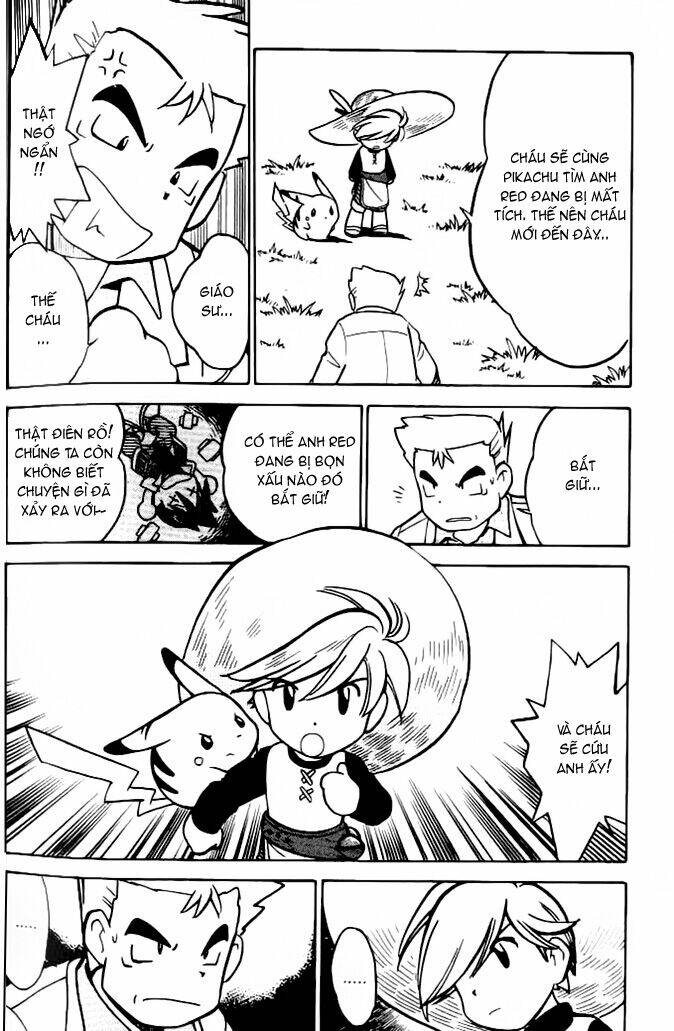 CHÁU SẼ CÙNG
PIKACHU TÌM ANH
RED ĐANG BỊ MẤT
TÍCH. THẾ NÊN CHÁU
MỚI ĐẾN ĐÂY...
THẬT
NGỚ
NGẨN
!!
GIÁO
SƯ...
THẾ
CHÁU
...
BẮT
GIỮ...
CÓ THỂ ANH RED
ĐANG BỊ BỌN
XẤU NÀO ĐÓ
BẮT GIỮ!
THẬT ĐIÊN RỒ!
CHÚNG TA CÒN
KHÔNG BIẾT
CHUYỆN GÌ ĐÃ
XẢY RA VỚI~
VÀ CHÁU
SẼ CỨU
ANH ẤY!
......
......